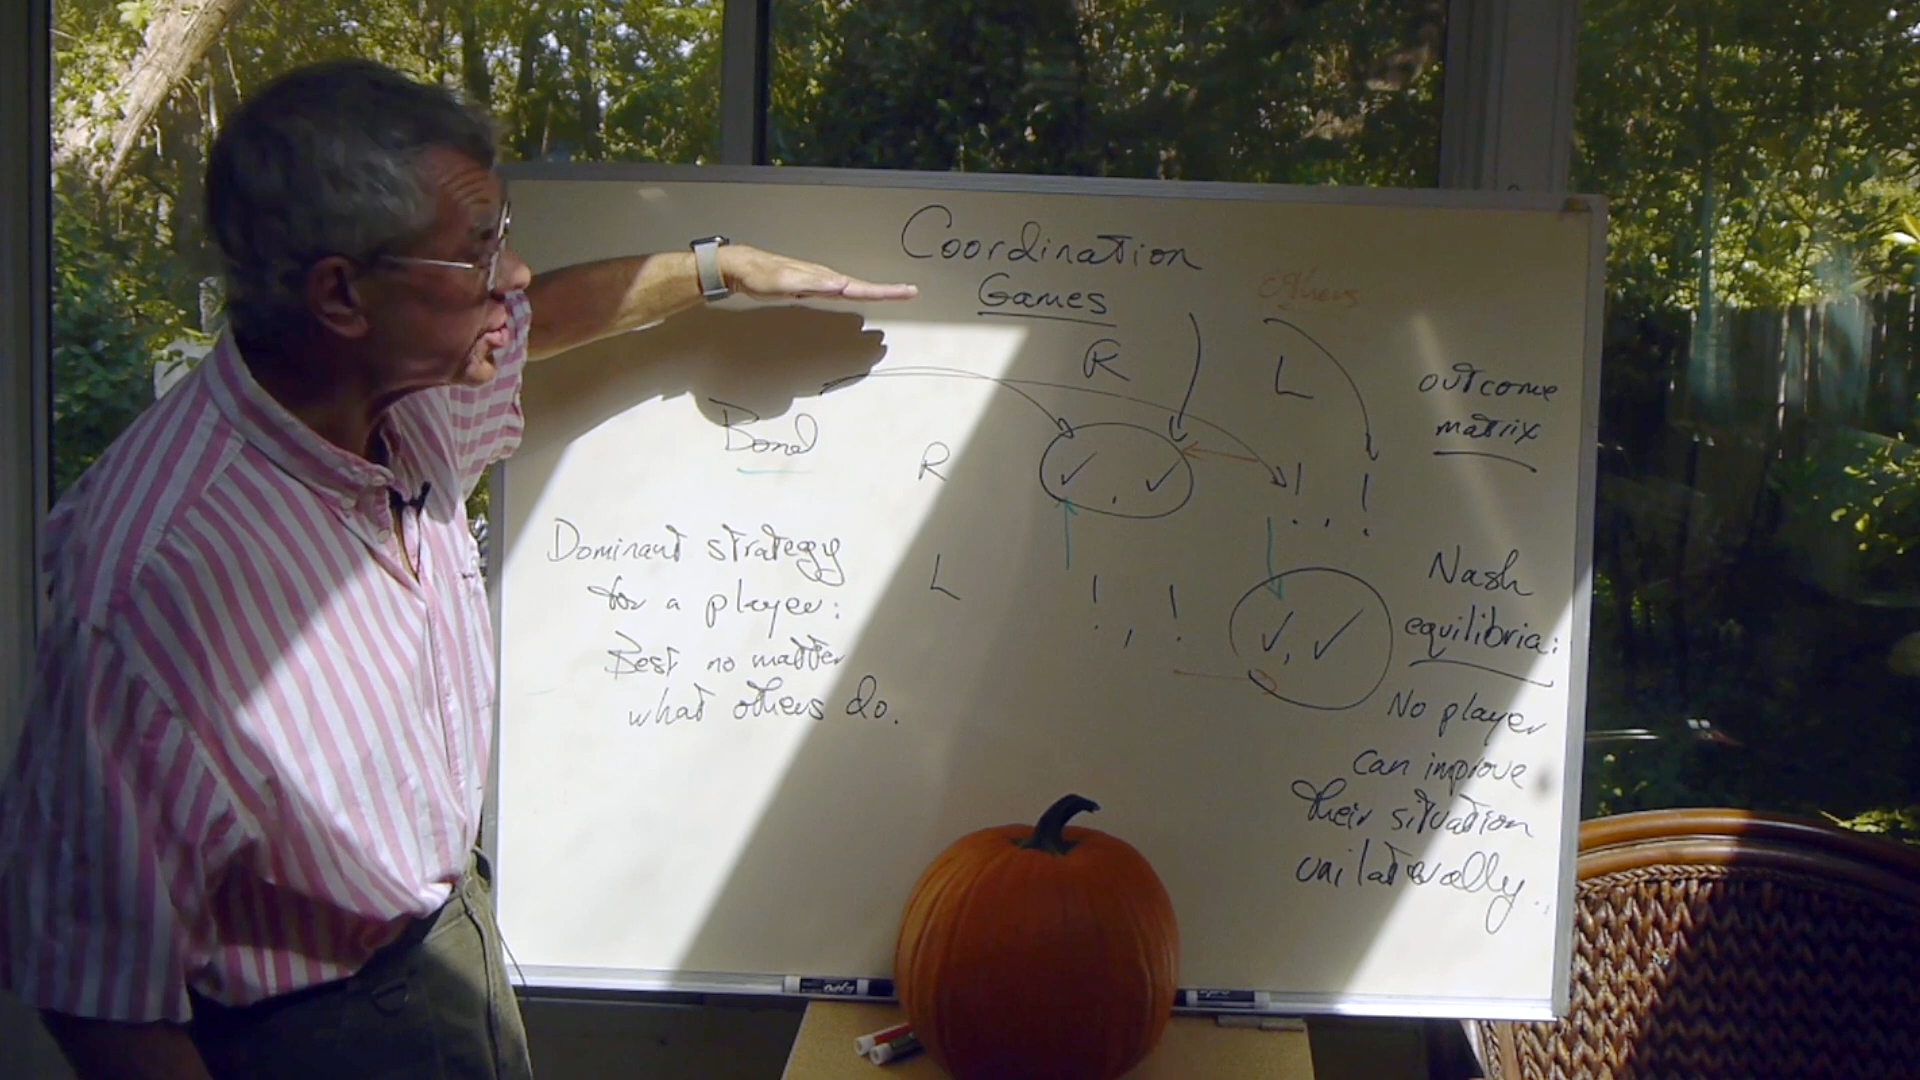 Coordination
Games
others
R L
outcome
matrix
Bond
R ✓, ✓ !, !
L !, ! ✓, ✓
Dominant strategy
for a player:
Best no matter
what others do.
Nash
equilibria:
No player
can improve
their situation
unilaterally.
expo